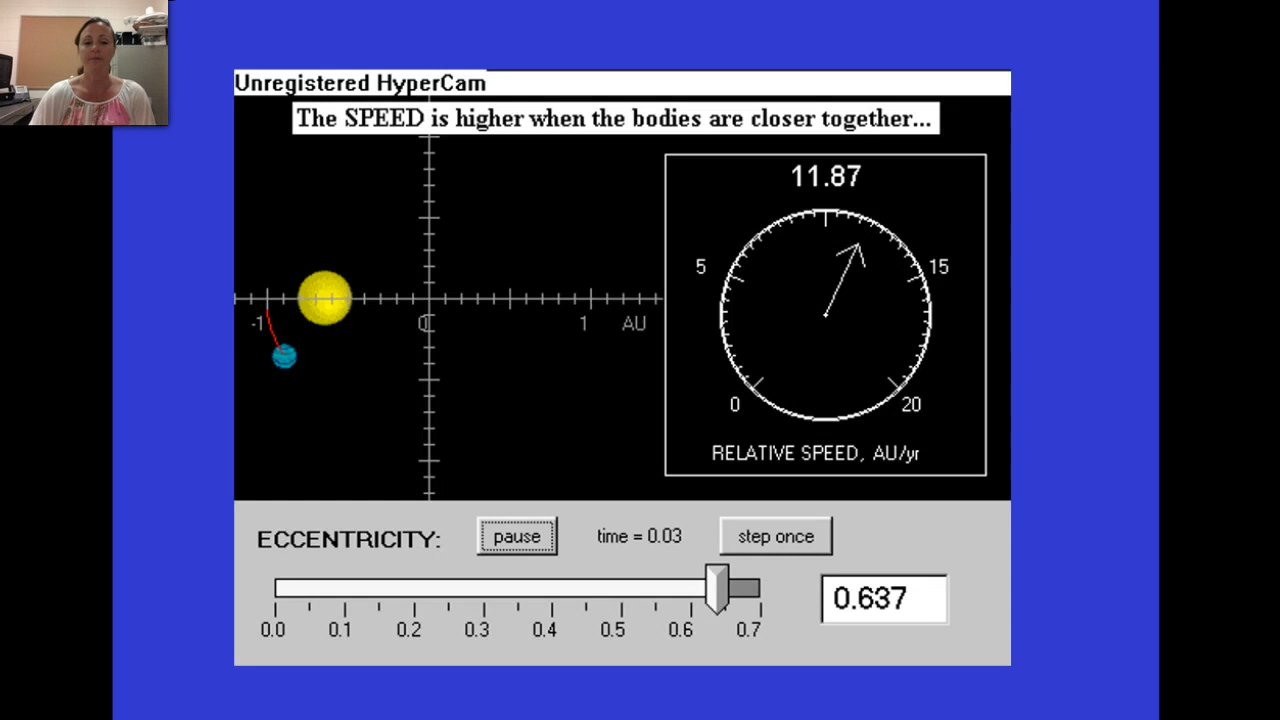 Unregistered HyperCam
The SPEED is higher when the bodies are closer together...
11.87
5
15
-1
0
1
AU
0
20
RELATIVE SPEED, AU/yr
ECCENTRICITY:
pause
time = 0.03
step once
0.637
0.0 0.1 0.2 0.3 0.4 0.5 0.6 0.7